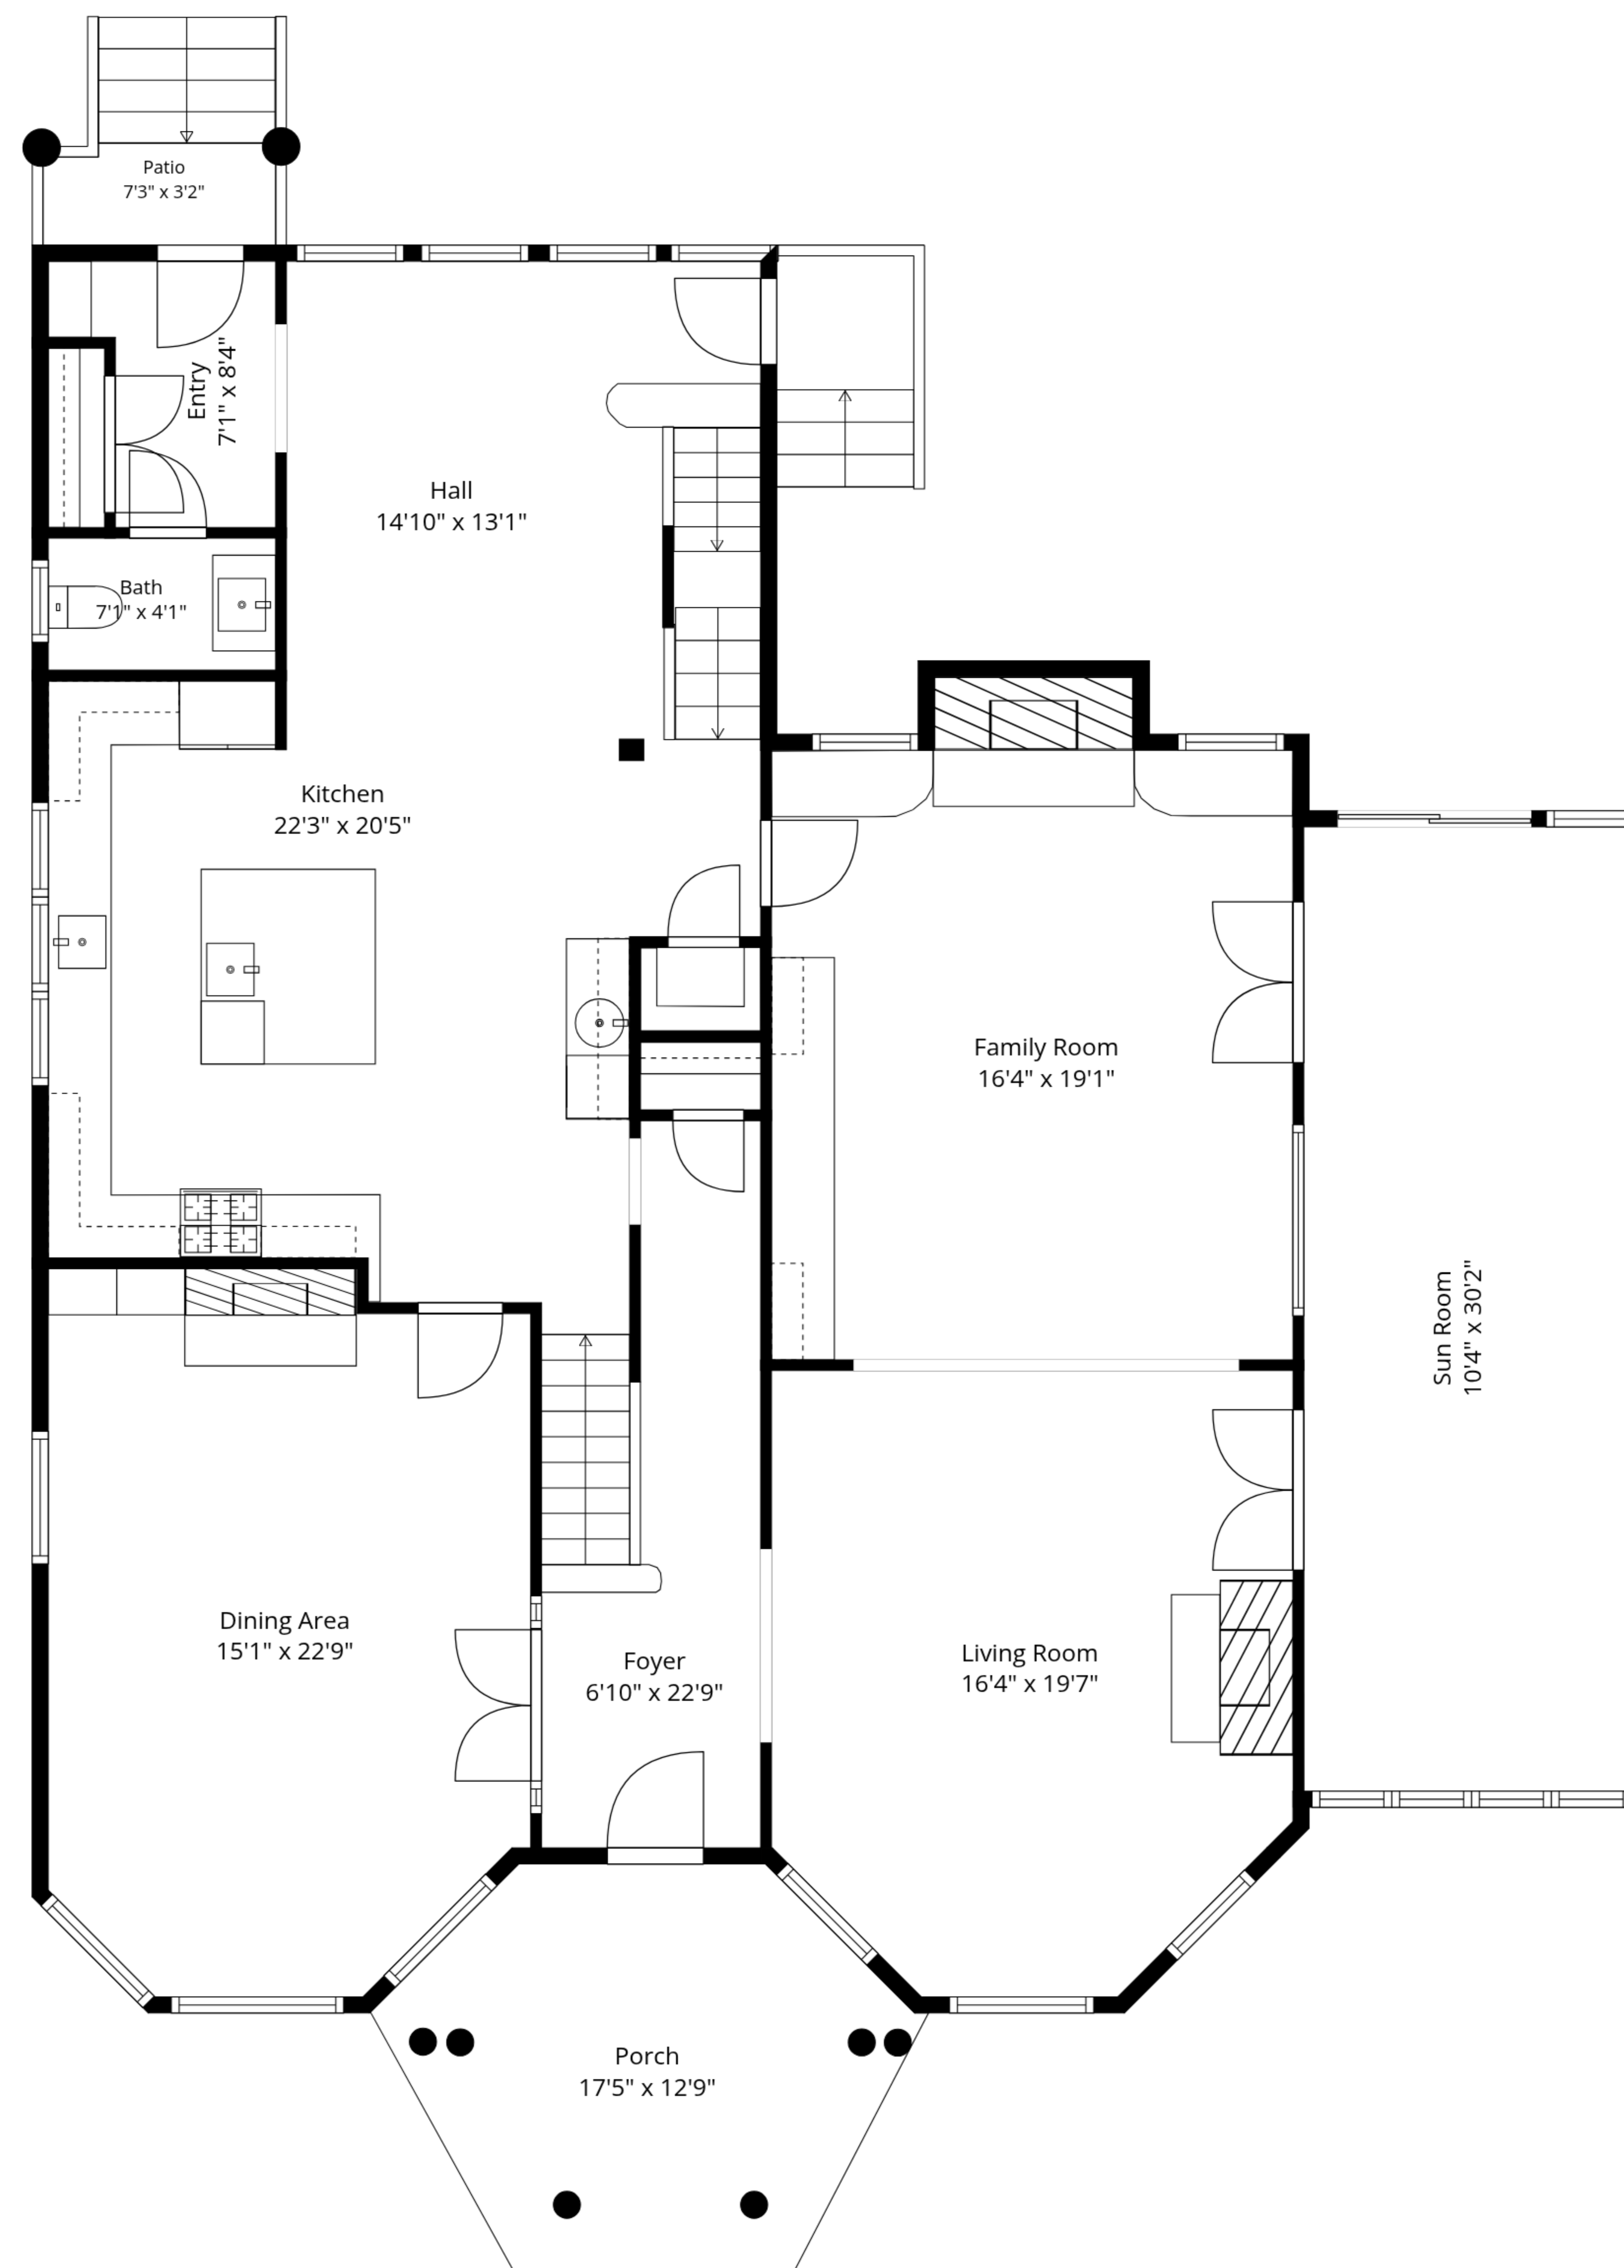 Patio
7'3" x 3'2"
Entry
7'1" x 8'4"
Hall
14'10" x 13'1"
Bath
7'1" x 4'1"
Kitchen
22'3" x 20'5"
Family Room
16'4" x 19'1"
Sun Room
10'4" x 30'2"
Dining Area
15'1" x 22'9"
Foyer
6'10" x 22'9"
Living Room
16'4" x 19'7"
Porch
17'5" x 12'9"